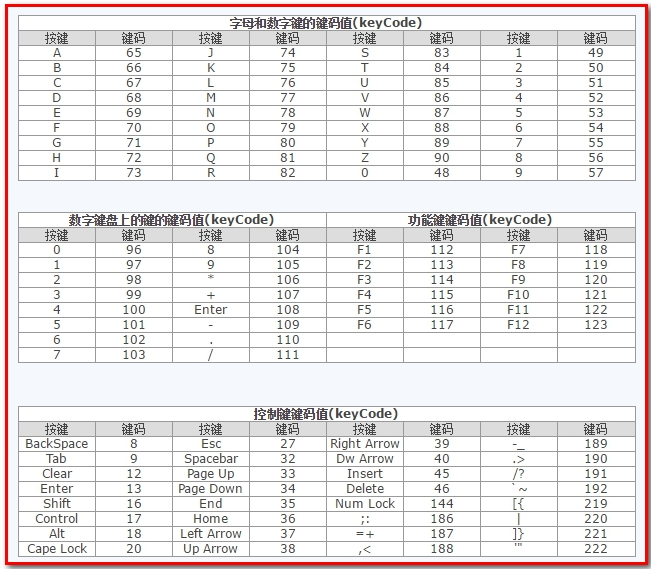 字母和数字键的键码值(keyCode)
按键 键码 按键 键码 按键 键码 按键 键码
A 65 J 74 S 83 1 49
B 66 K 75 T 84 2 50
C 67 L 76 U 85 3 51
D 68 M 77 V 86 4 52
E 69 N 78 W 87 5 53
F 70 O 79 X 88 6 54
G 71 P 80 Y 89 7 55
H 72 Q 81 Z 90 8 56
I 73 R 82 0 48 9 57
数字键盘上的键的键码值(keyCode) 功能键键码值(keyCode)
按键 键码 按键 键码 按键 键码 按键 键码
0 96 8 104 F1 112 F7 118
1 97 9 105 F2 113 F8 119
2 98 * 106 F3 114 F9 120
3 99 + 107 F4 115 F10 121
4 100 Enter 108 F5 116 F11 122
5 101 - 109 F6 117 F12 123
6 102 . 110
7 103 / 111
控制键键码值(keyCode)
按键 键码 按键 键码 按键 键码 按键 键码
BackSpace 8 Esc 27 Right Arrow 39 -_ 189
Tab 9 Spacebar 32 Dw Arrow 40 .> 190
Clear 12 Page Up 33 Insert 45 /? 191
Enter 13 Page Down 34 Delete 46 `~ 192
Shift 16 End 35 Num Lock 144 [{ 219
Control 17 Home 36 ;: 186 \| 220
Alt 18 Left Arrow 37 =+ 187 ]} 221
Cape Lock 20 Up Arrow 38 ,< 188 '" 222